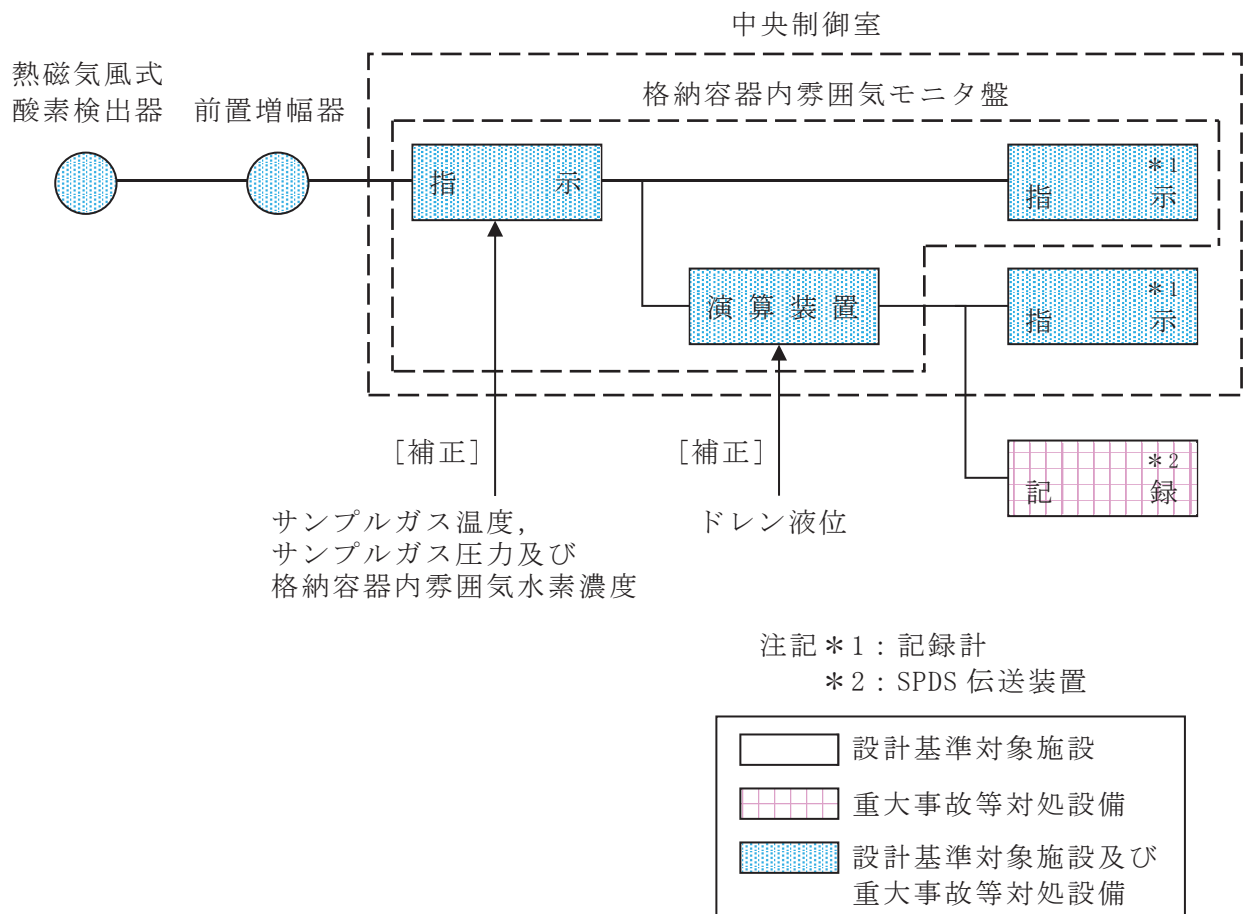 中央制御室
熱磁気風式
酸素検出器
前置増幅器
格納容器内雰囲気モニタ盤
指示
＊1
指示
演算装置
＊1
指示
［補正］
［補正］
＊2
記録
サンプルガス温度，
サンプルガス圧力及び
格納容器内雰囲気水素濃度
ドレン液位
注記＊1：記録計
＊2：SPDS 伝送装置
設計基準対象施設
重大事故等対処設備
設計基準対象施設及び
重大事故等対処設備